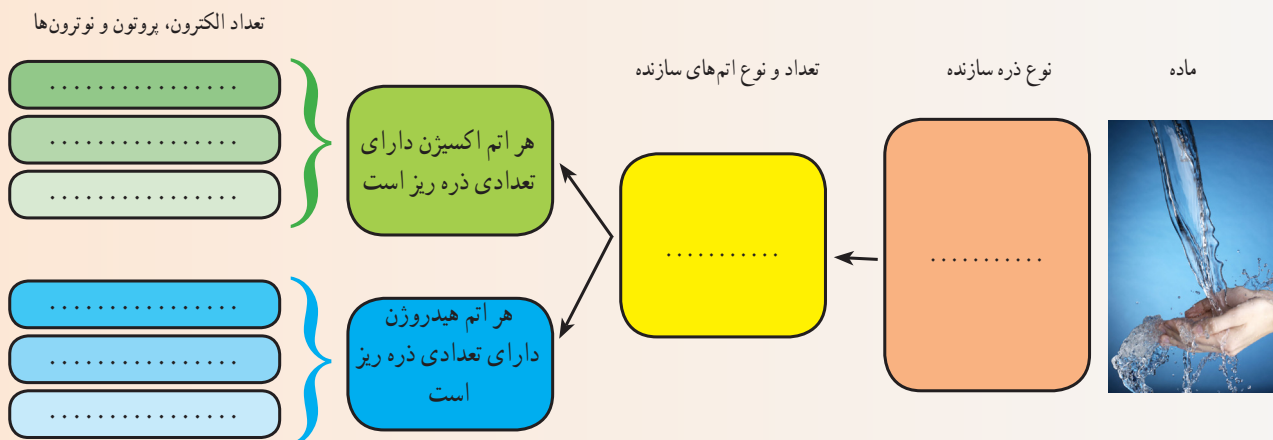 ماده
نوع ذره سازنده
تعداد و نوع اتم‌های سازنده
تعداد الکترون، پروتون و نوترون‌ها
...........
...........
هر اتم اکسیژن دارای
تعدادی ذره ریز است
................
................
................
هر اتم هیدروژن
دارای تعدادی ذره ریز
است
................
................
................